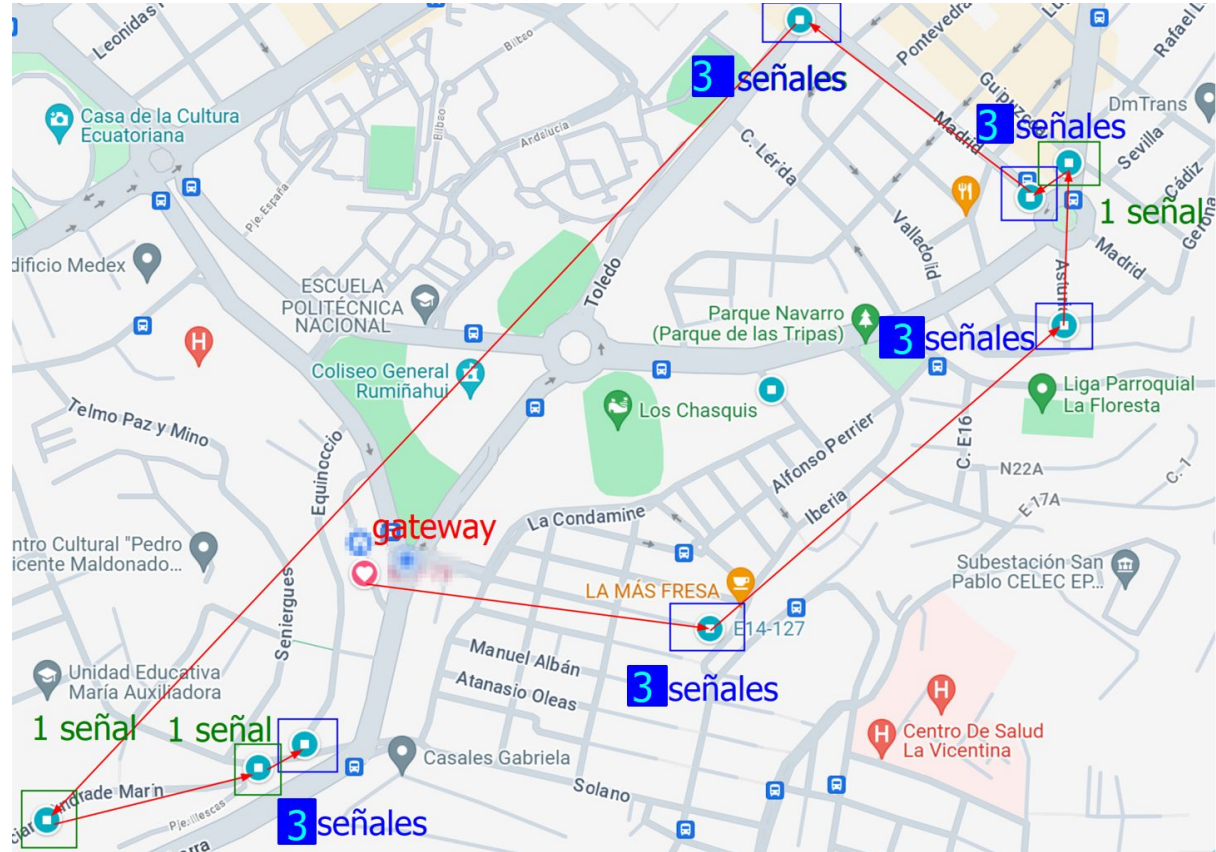 Leonidas
Bilbao
Pontevedra
Rafael L
3 señales
Guipuzcoa
DmTrans
Casa de la Cultura
Ecuatoriana
Bilbao
Andalucía
Madrid
3 señales
Sevilla
C. Lérida
Cádiz
Pje. España
1 señal
Gerona
Valladolid
Madrid
dificio Medex
ESCUELA
POLITÉCNICA
NACIONAL
Toledo
Asturi
Parque Navarro
(Parque de las Tripas)
3 señales
Coliseo General
Rumiñahui
Liga Parroquial
La Floresta
Los Chasquis
Telmo Paz y Mino
Alfonso Perrier
C. E16
N22A
C. 1
Equinoccio
Iberia
E17A
La Condamine
gateway
ntro Cultural "Pedro
icente Maldonado...
Subestación San
Pablo CELEC EP...
LA MÁS FRESA
E14-127
Seniergues
Manuel Albán
Unidad Educativa
María Auxiliadora
Atanasio Oleas
3 señales
1 señal
1 señal
Centro De Salud
La Vicentina
Casales Gabriela
Solano
Andrade Marín
Pje. Illescas
3 señales